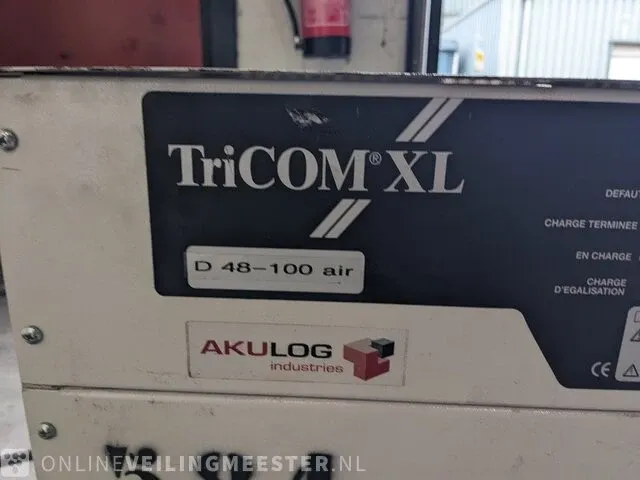 TriCOM® XL
D 48-100 air
DEFAUT
CHARGE TERMINEE
EN CHARGE
CHARGE
D'EGALISATION
AKULOG
industries
CE
ONLINEVEILINGMEESTER.NL